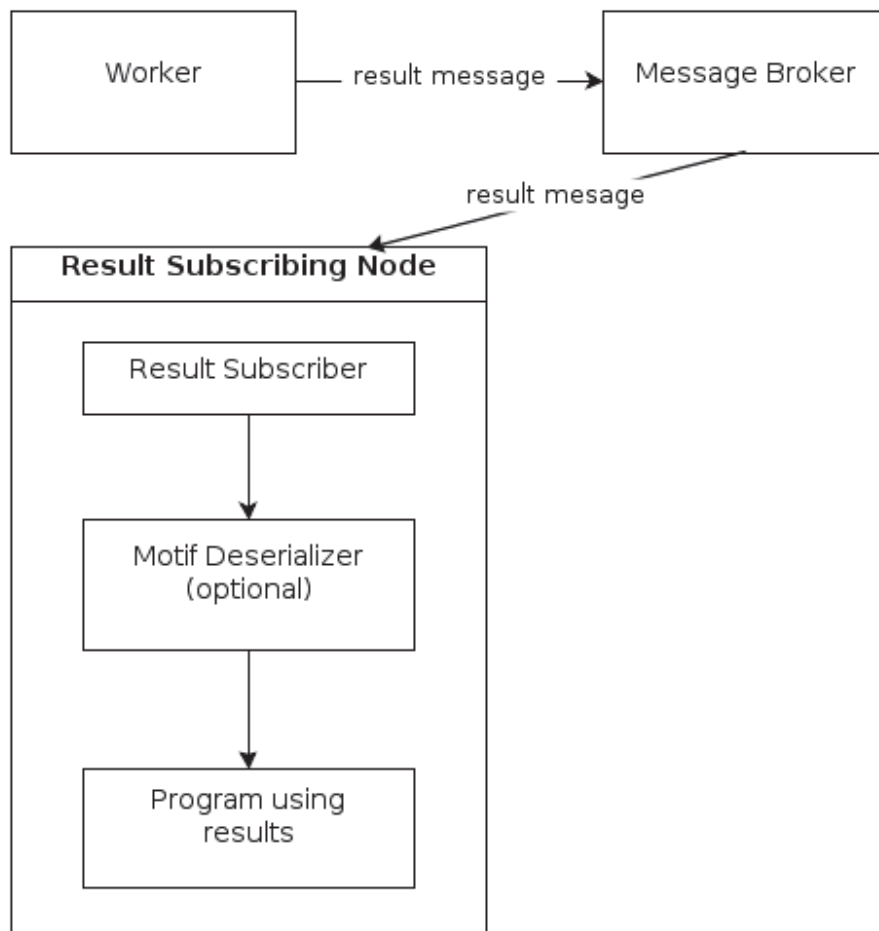 Worker
result message
Message Broker
result mesage
Result Subscribing Node
Result Subscriber
Motif Deserializer
(optional)
Program using
results